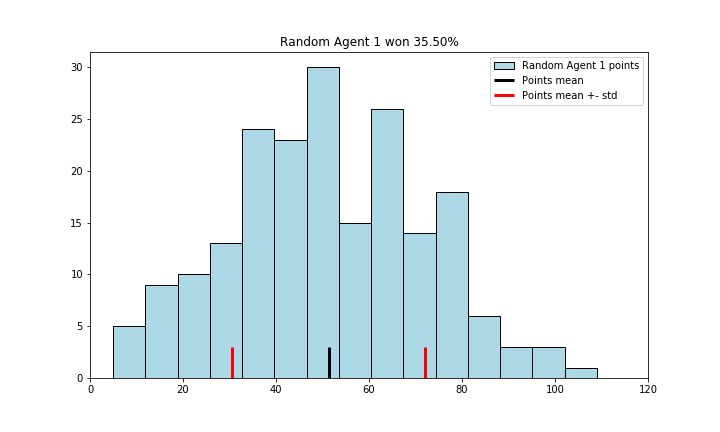 Random Agent 1 won 35.50%
Random Agent 1 points
Points mean
Points mean +- std
30
25
20
15
10
5
0
0 20 40 60 80 100 120